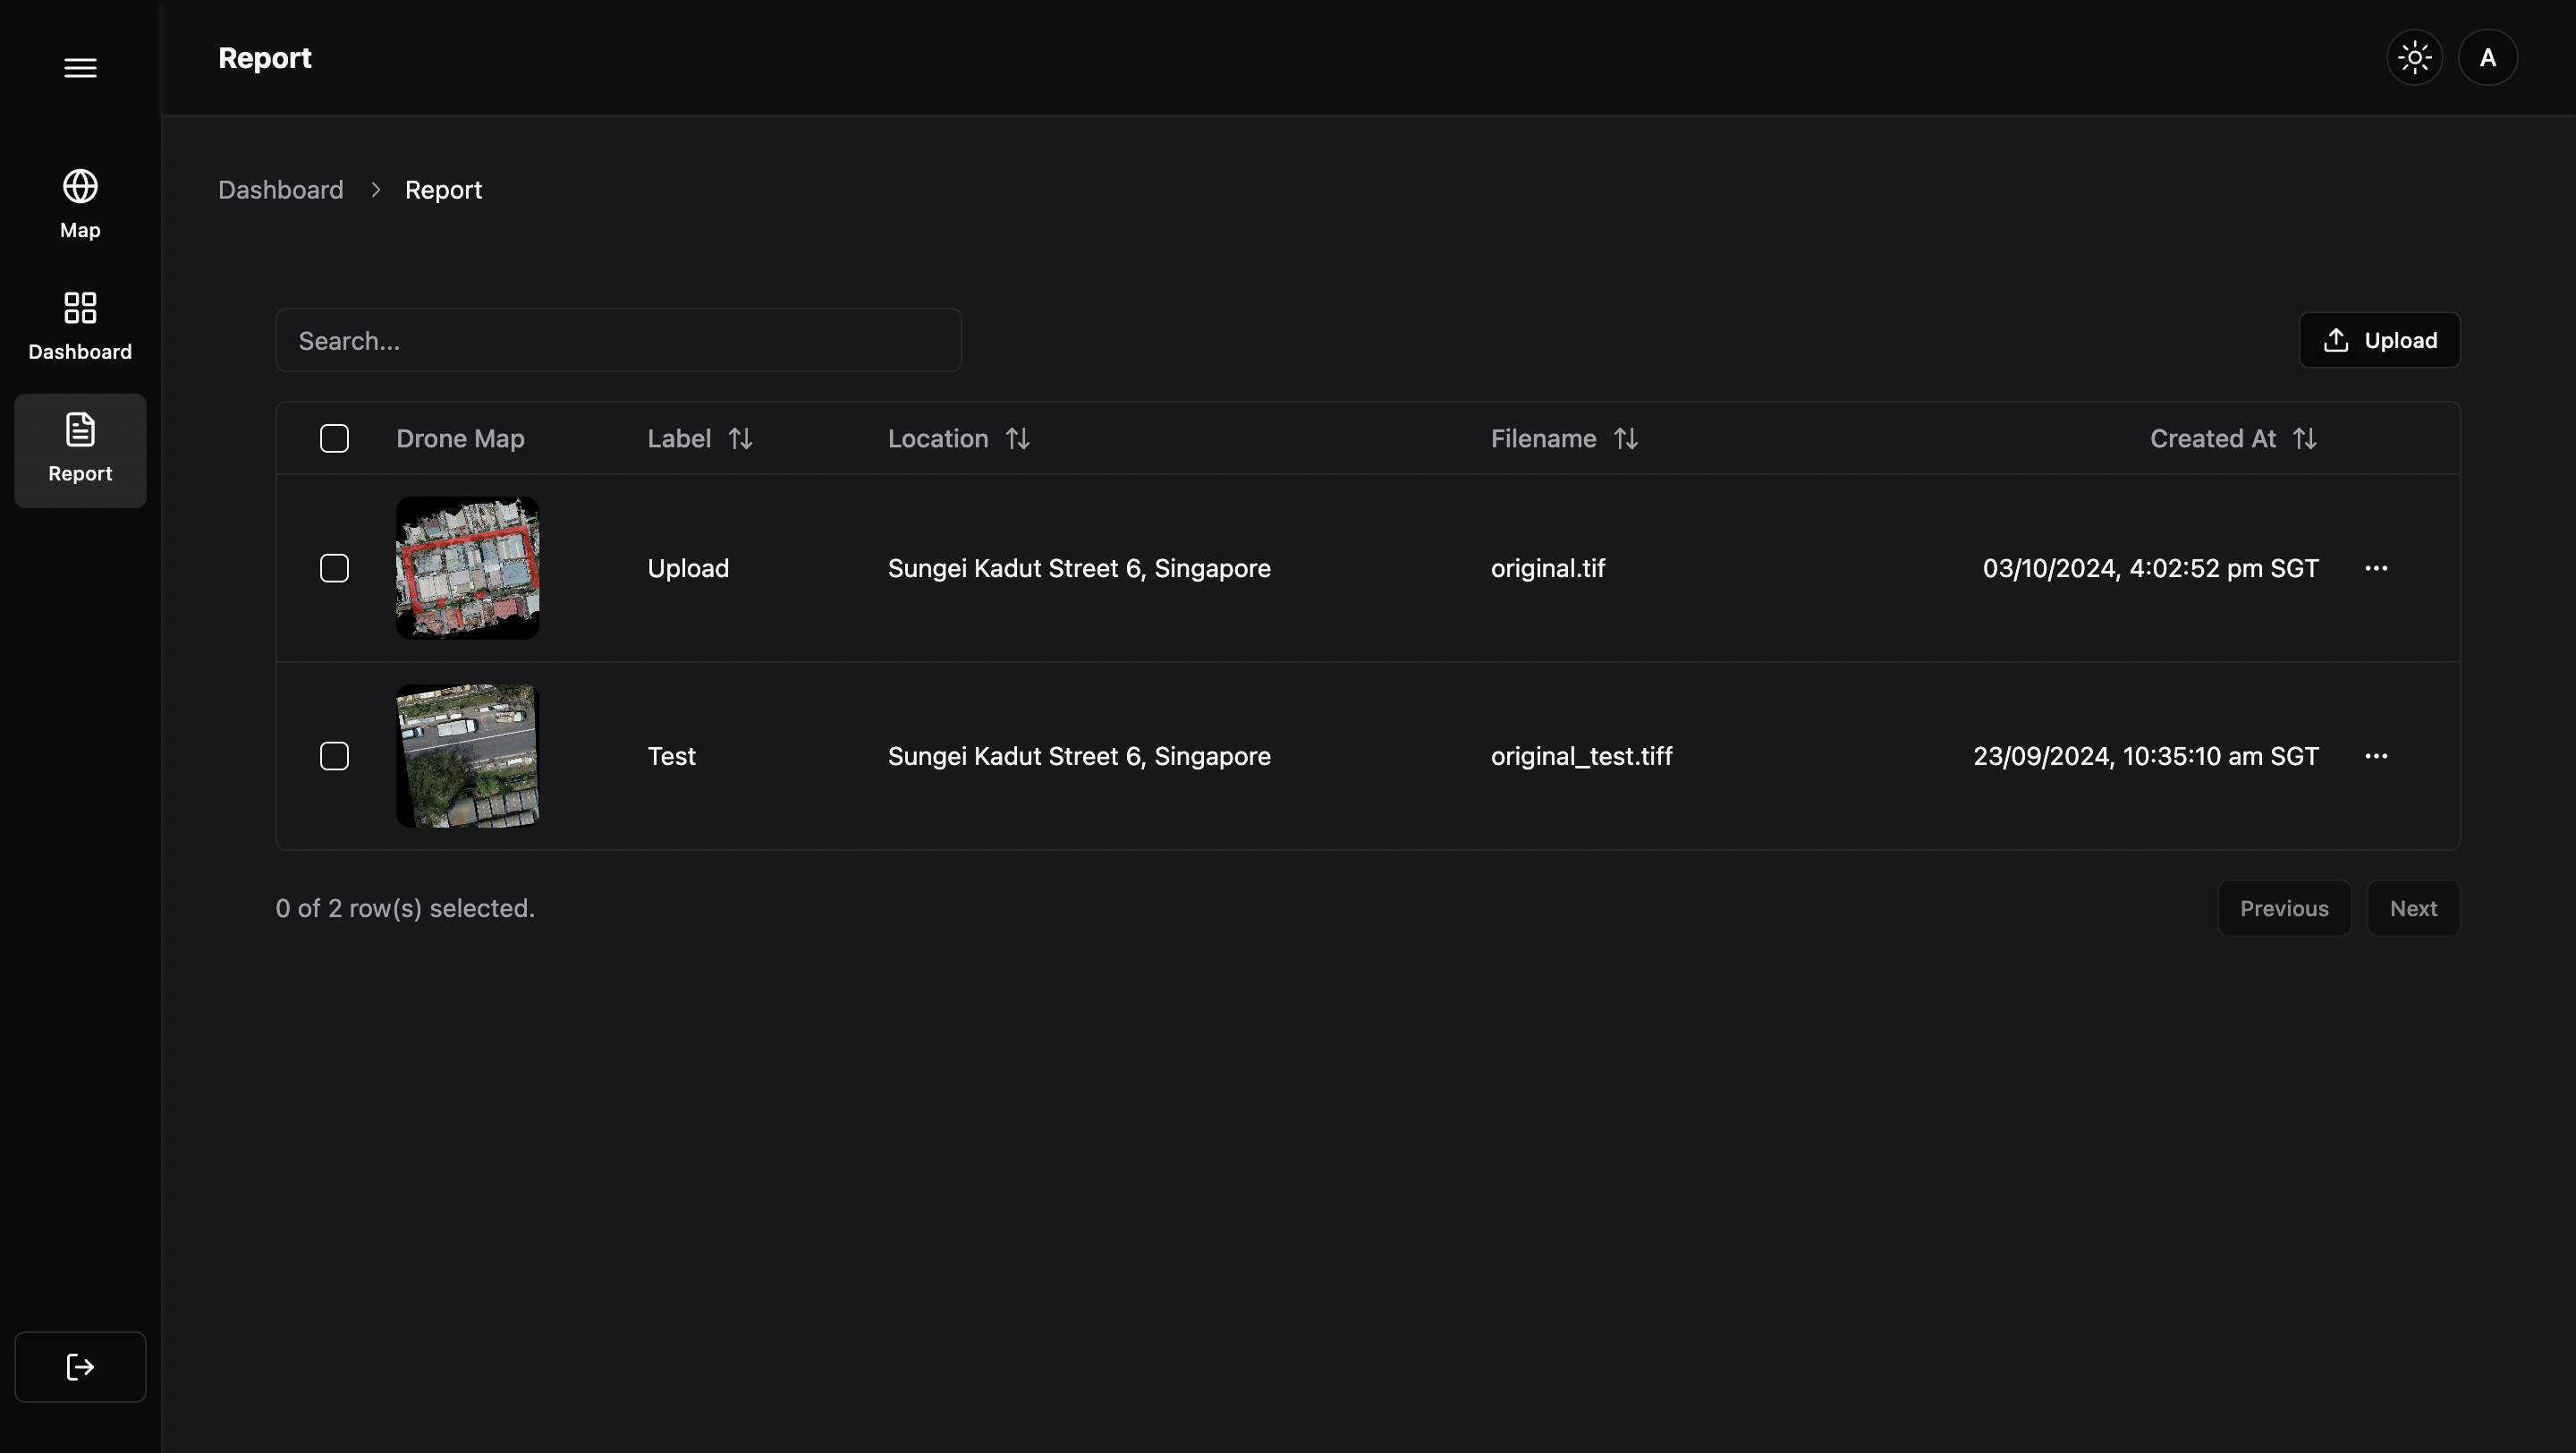 Report
A
Map
Dashboard
Report
Dashboard > Report
Search...
Upload
Drone Map Label Location Filename Created At
Upload Sungei Kadut Street 6, Singapore original.tif 03/10/2024, 4:02:52 pm SGT
Test Sungei Kadut Street 6, Singapore original_test.tiff 23/09/2024, 10:35:10 am SGT
0 of 2 row(s) selected.
Previous Next